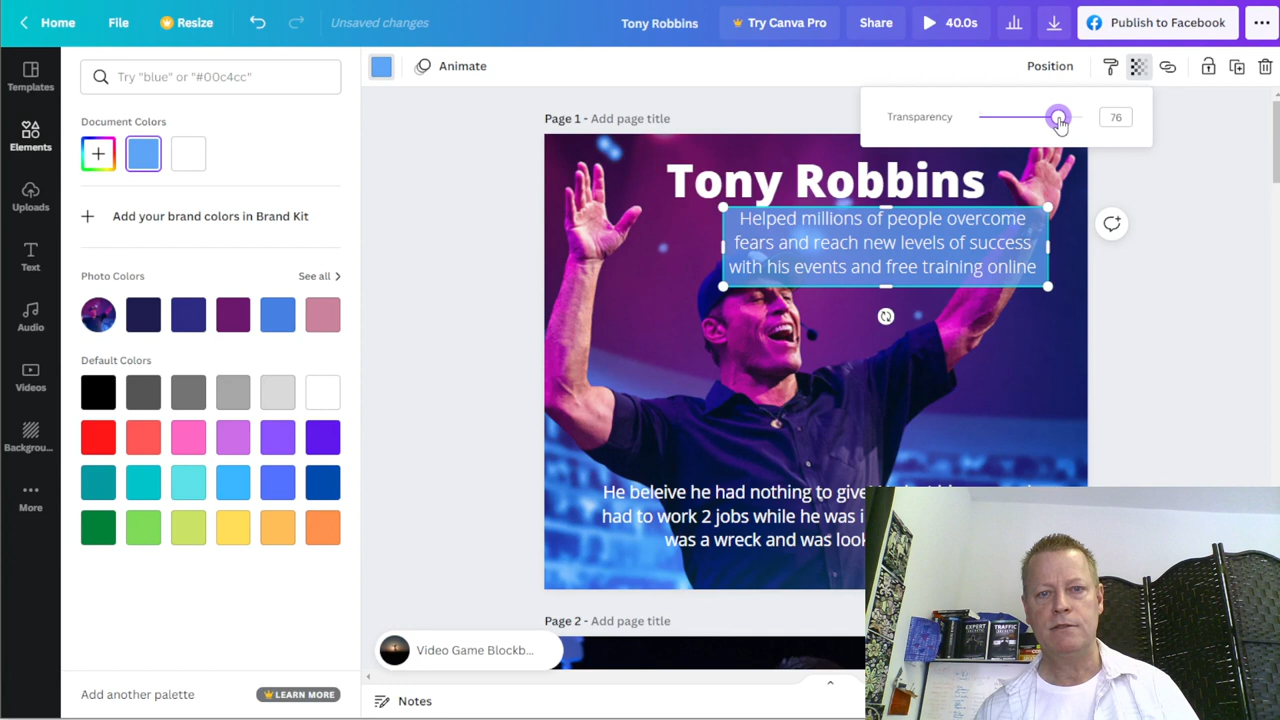 Home
File
Resize
Unsaved changes
Tony Robbins
Try Canva Pro
Share
40.0s
Publish to Facebook
Templates
Elements
Uploads
Text
Audio
Videos
Backgrou...
More
Try "blue" or "#00c4cc"
Document Colors
Add your brand colors in Brand Kit
Photo Colors
See all
Default Colors
Add another palette
LEARN MORE
Animate
Position
Transparency
76
Page 1 - Add page title
Tony Robbins
Helped millions of people overcome
fears and reach new levels of success
with his events and free training online
He beleive he had nothing to give
had to work 2 jobs while he was i
was a wreck and was look
Page 2 - Add page title
Video Game Blockb...
Notes
EXPERT
SECRETS
TRAFFIC
SECRETS